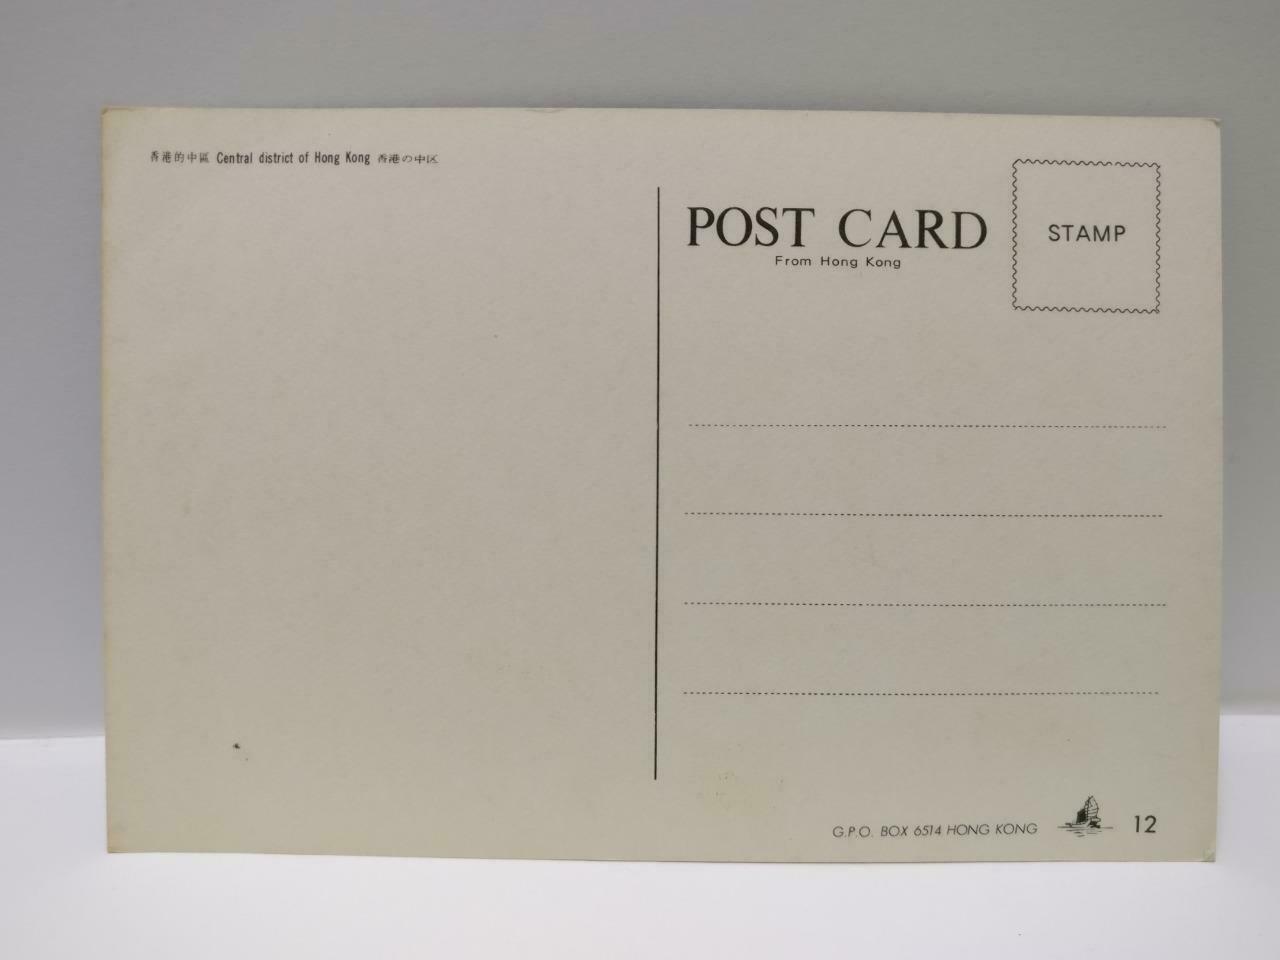 香港的中區 Central district of Hong Kong 香港の中区
POST CARD
From Hong Kong
STAMP
G.P.O. BOX 6514 HONG KONG
12